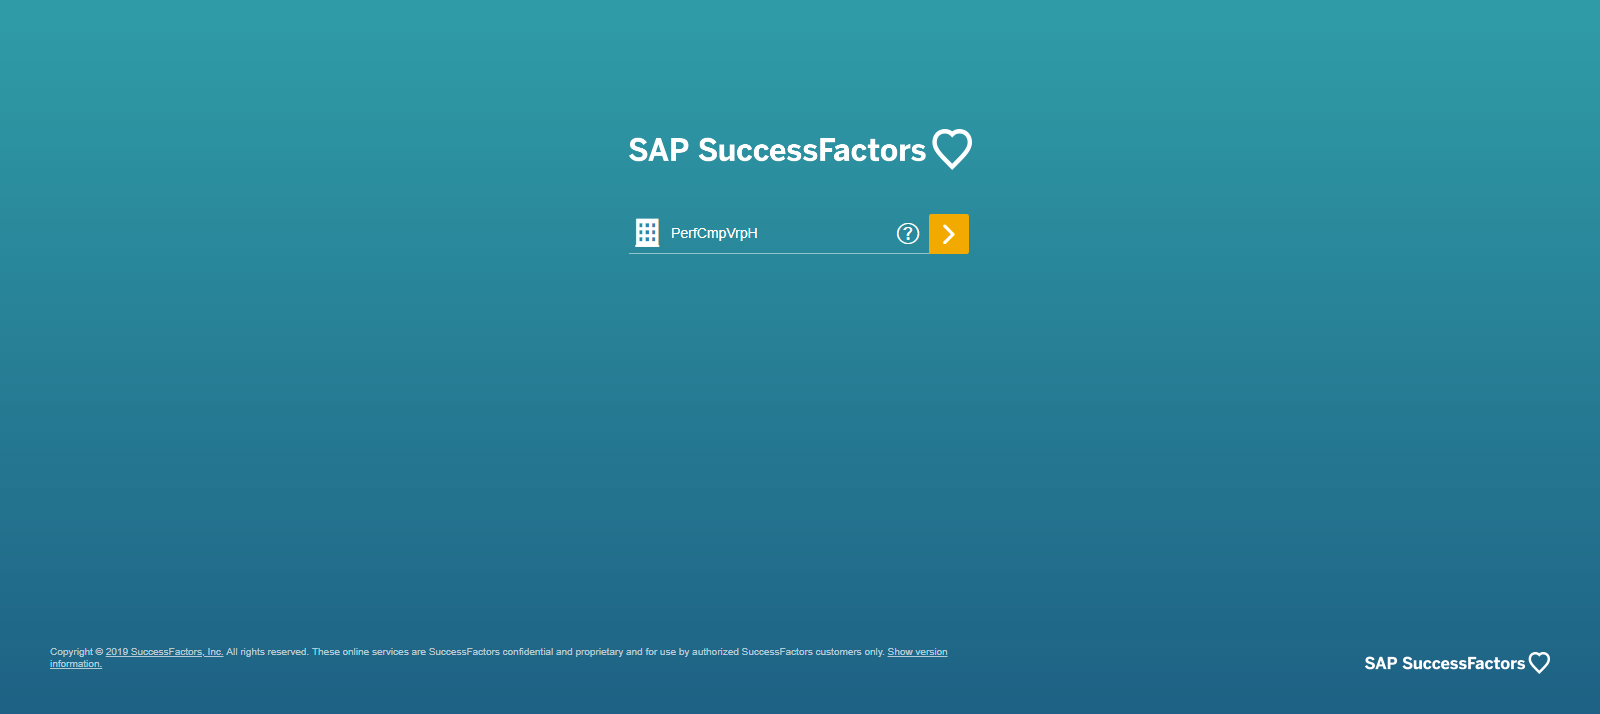 SAP SuccessFactors
PerfCmpVrpH
?
Copyright © 2019 SuccessFactors, Inc. All rights reserved. These online services are SuccessFactors confidential and proprietary and for use by authorized SuccessFactors customers only. Show version
information.
SAP SuccessFactors